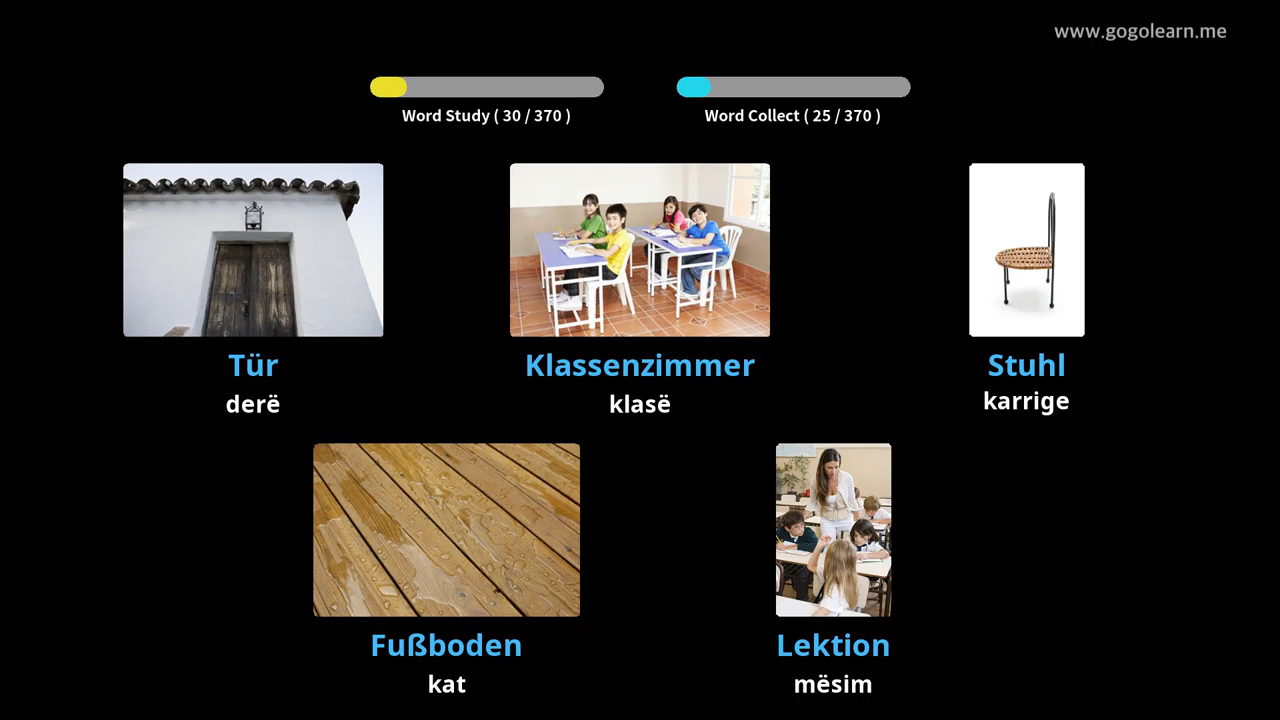 www.gogolearn.me
Word Study ( 30 / 370 )
Word Collect ( 25 / 370 )
Tür
derë
Klassenzimmer
klasë
Stuhl
karrige
Fußboden
kat
Lektion
mësim